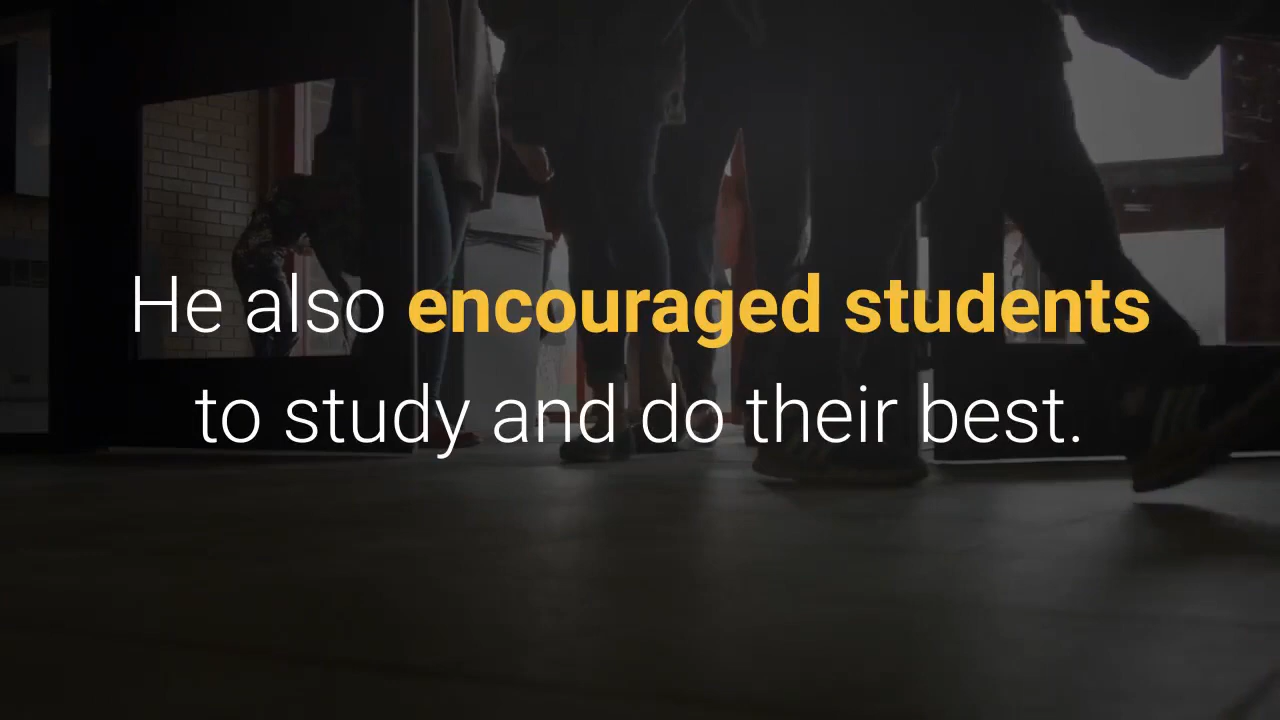 He also encouraged students
to study and do their best.